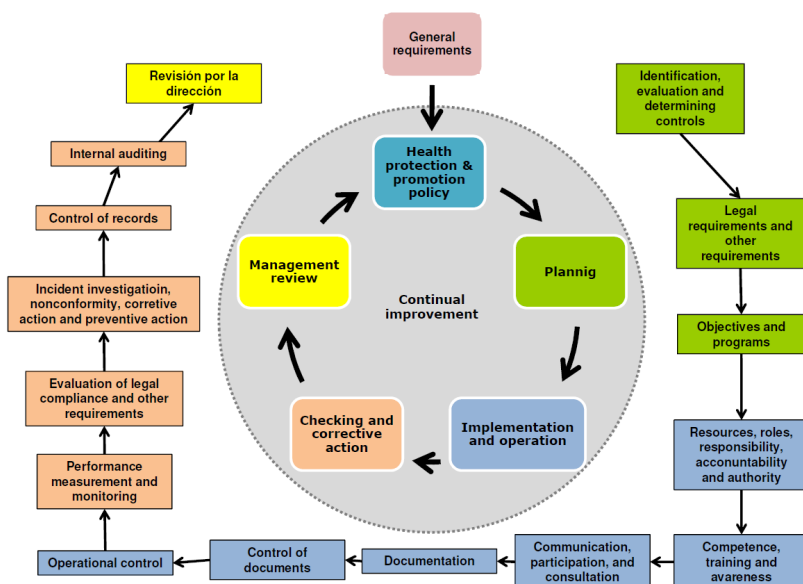 General
requirements
Revisión por la
dirección
Identification,
evaluation and
determining
controls
Internal auditing
Health
protection &
promotion
policy
Control of records
Legal
requirements and
other
requirements
Management
review
Plannig
Incident investigatioin,
nonconformity, corretive
action and preventive action
Continual
improvement
Objectives and
programs
Evaluation of legal
compliance and other
requirements
Checking and
corrective
action
Implementation
and operation
Resources, roles,
responsibility,
acconuntability
and authority
Performance
measurement and
monitoring
Operational control
Control of
documents
Documentation
Communication,
participation, and
consultation
Competence,
training and
avareness